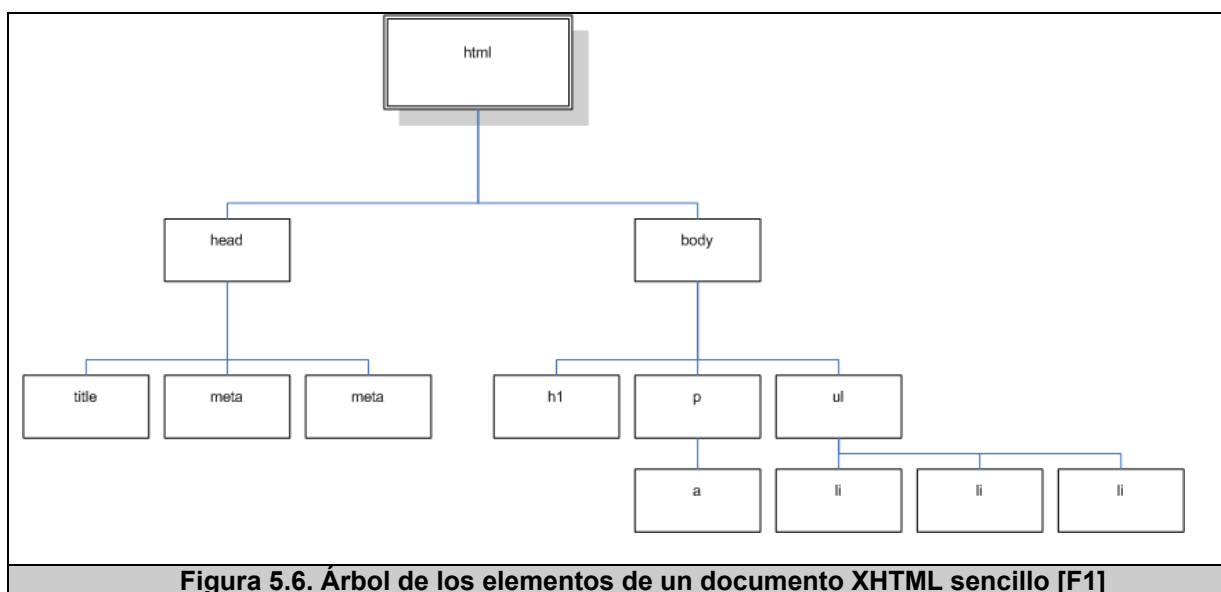 html
head
body
title
meta
meta
h1
p
ul
a
li
li
li
Figura 5.6. Árbol de los elementos de un documento XHTML sencillo [F1]